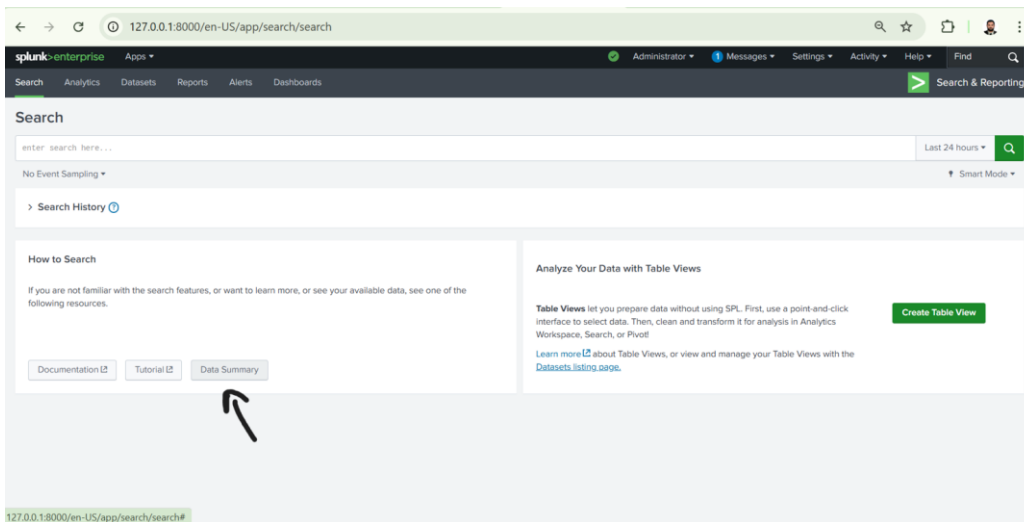 127.0.0.1:8000/en-US/app/search/search
splunk>enterprise Apps Administrator 1 Messages Settings Activity Help Find
Search Analytics Datasets Reports Alerts Dashboards Search & Reporting
Search
enter search here... Last 24 hours
No Event Sampling Smart Mode
Search History ?
How to Search
If you are not familiar with the search features, or want to learn more, or see your available data, see one of the
following resources.
Documentation Tutorial Data Summary
Analyze Your Data with Table Views
Table Views let you prepare data without using SPL. First, use a point-and-click
interface to select data. Then, clean and transform it for analysis in Analytics
Workspace, Search, or Pivot!
Learn more about Table Views, or view and manage your Table Views with the
Datasets listing page.
Create Table View
127.0.0.1:8000/en-US/app/search/search#